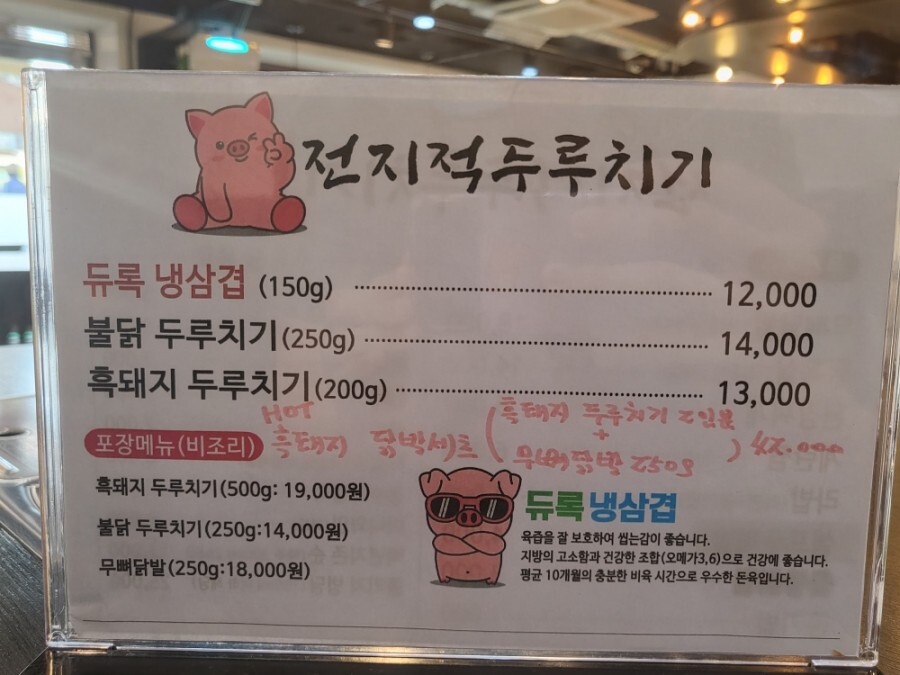 전지적두루치기
듀록 냉삼겹 (150g) 12,000
불닭 두루치기(250g) 14,000
흑돼지 두루치기(200g) 13,000
HOT
흑돼지 닭발세트 (흑돼지 두루치기 2인분 + 무뼈닭발 250g) 42.000
포장메뉴(비조리)
흑돼지 두루치기(500g: 19,000원)
불닭 두루치기(250g:14,000원)
무뼈닭발(250g:18,000원)
듀록냉삼겹
육즙을 잘 보호하여 씹는감이 좋습니다.
지방의 고소함과 건강한 조합(오메가3,6)으로 건강에 좋습니다.
평균 10개월의 충분한 비육 시간으로 우수한 돈육입니다.